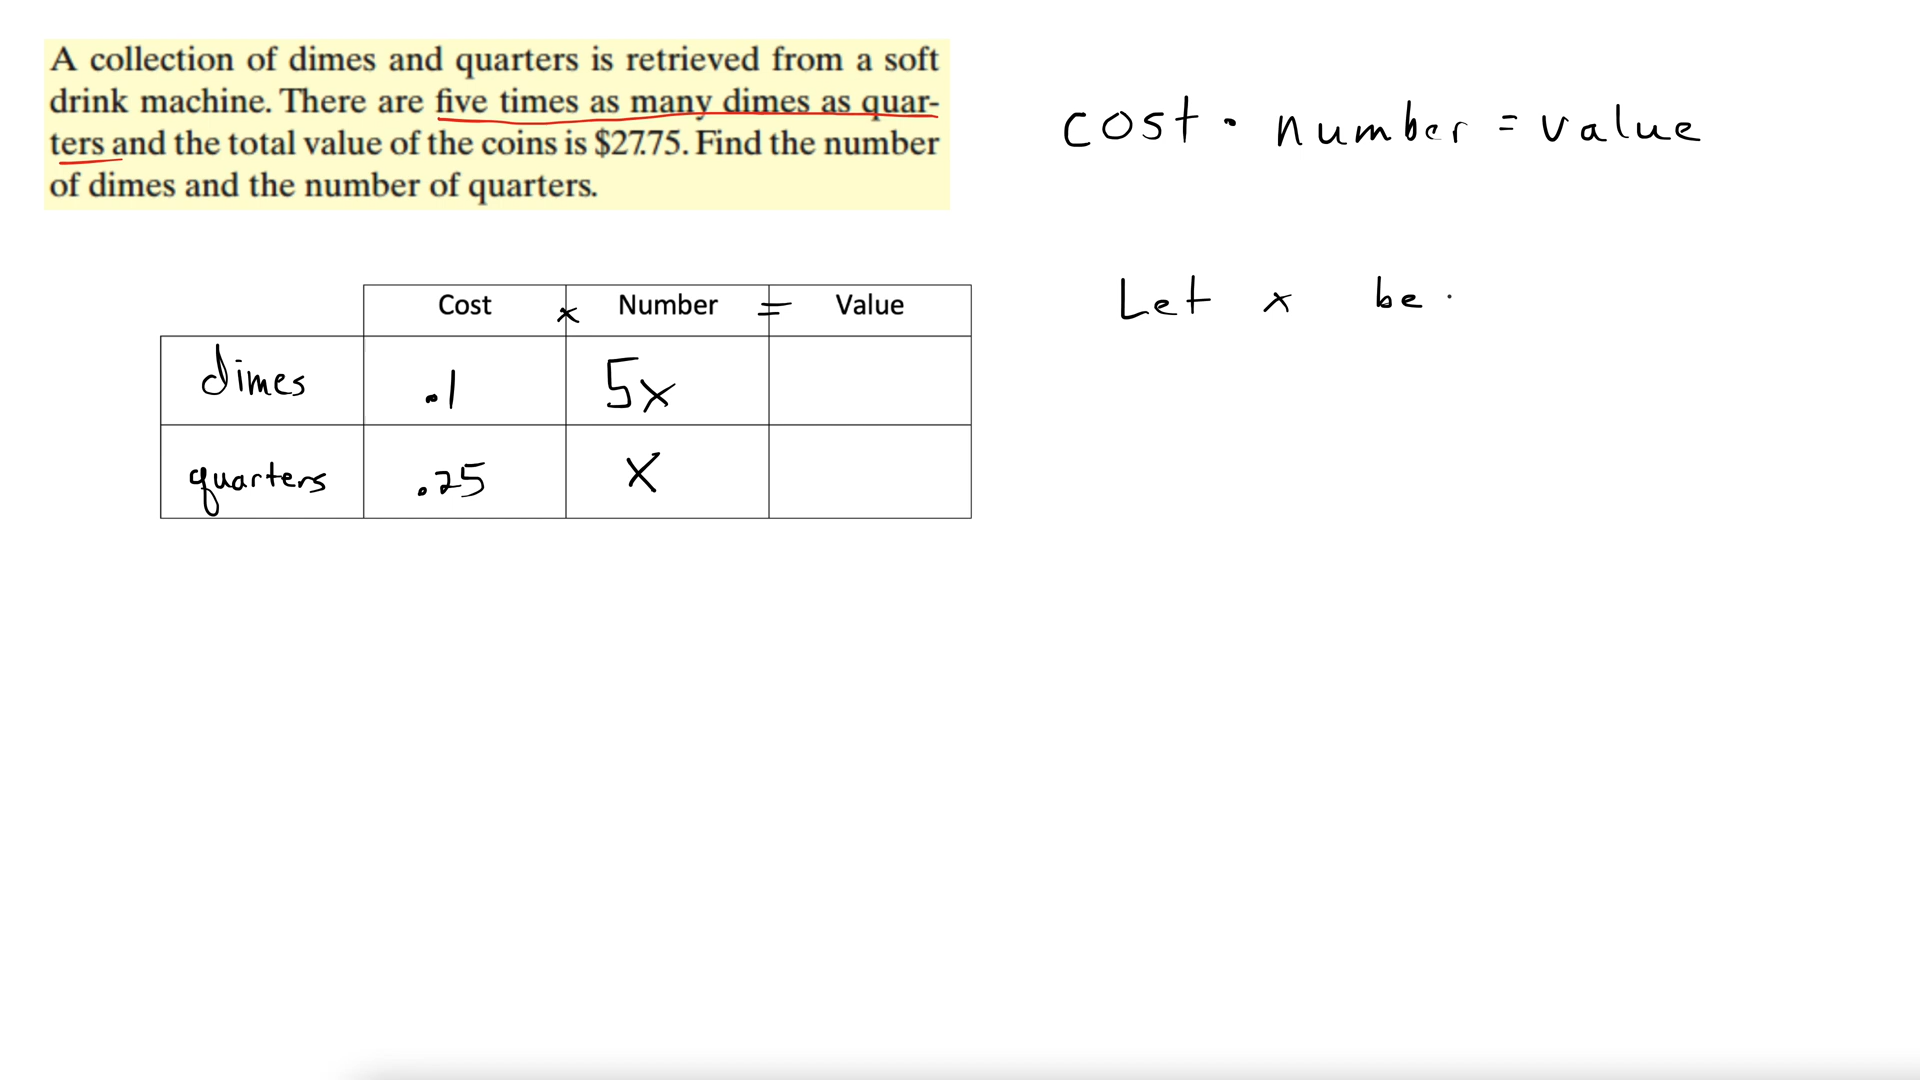 A collection of dimes and quarters is retrieved from a soft
drink machine. There are five times as many dimes as quar-
ters and the total value of the coins is $27.75. Find the number
of dimes and the number of quarters.
cost · number = value
Let x be .
Cost × Number = Value
dimes .1 5x
quarters .25 x